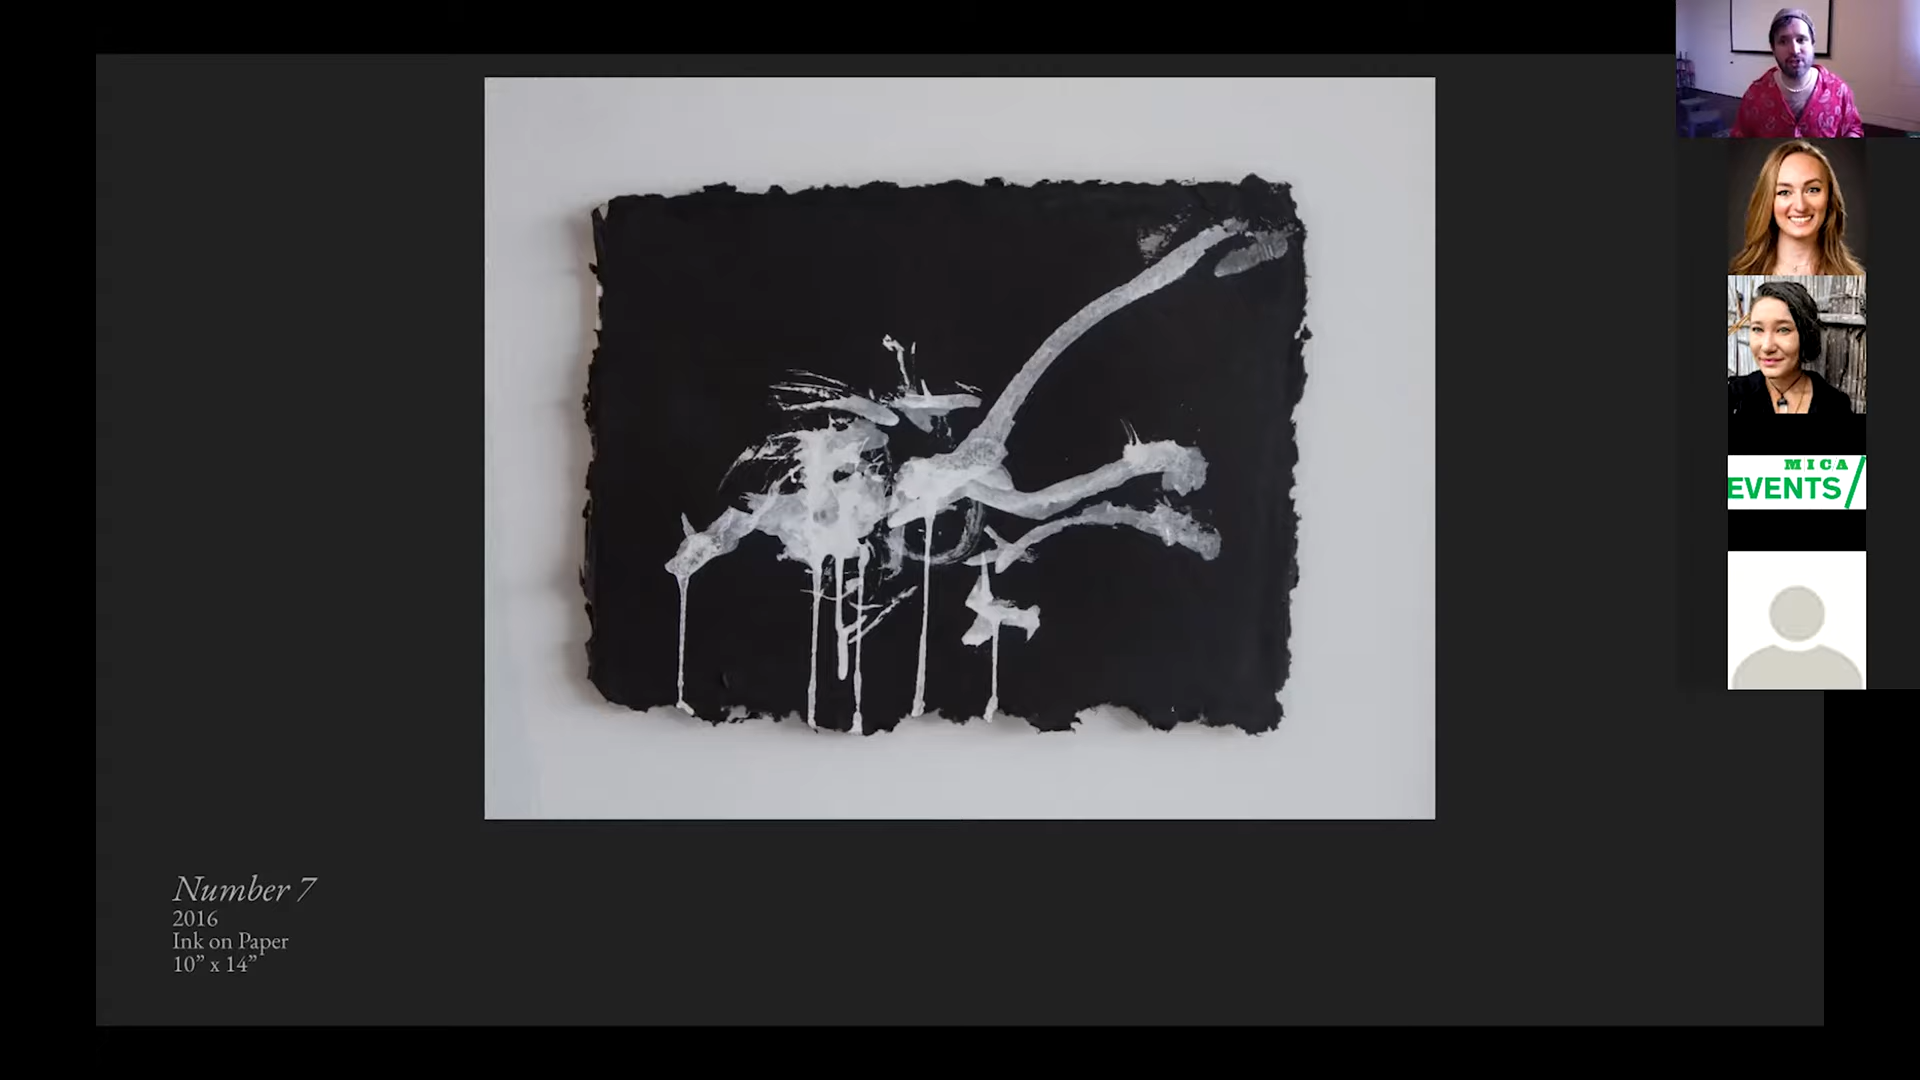 MICA
EVENTS/
Number 7
2016
Ink on Paper
10” x 14”